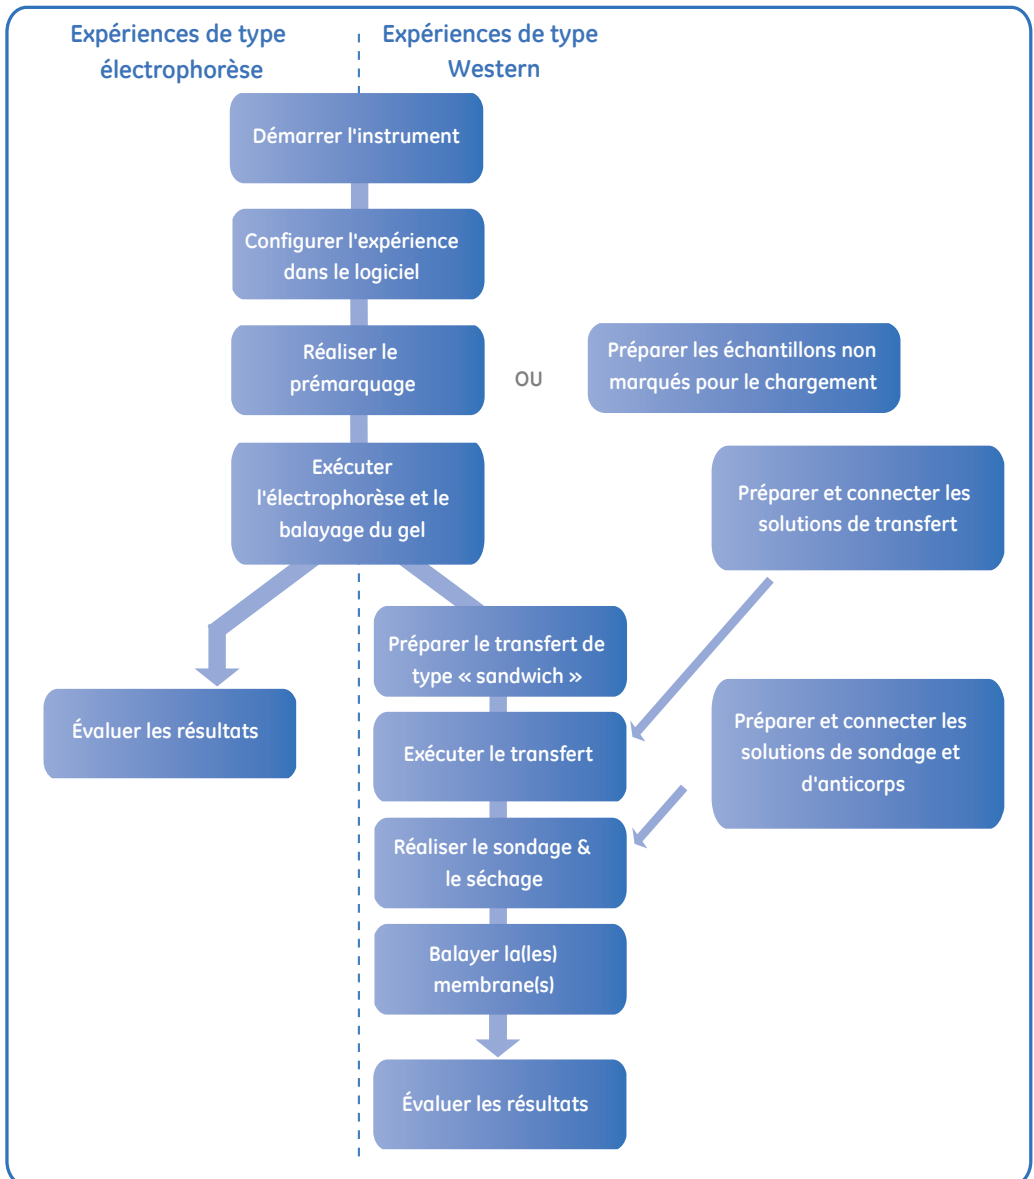 Expériences de type
électrophorèse
Expériences de type
Western
Démarrer l'instrument
Configurer l'expérience
dans le logiciel
Réaliser le
prémarquage
OU
Préparer les échantillons non
marqués pour le chargement
Exécuter
l'électrophorèse et le
balayage du gel
Préparer et connecter les
solutions de transfert
Préparer le transfert de
type « sandwich »
Évaluer les résultats
Exécuter le transfert
Préparer et connecter les
solutions de sondage et
d'anticorps
Réaliser le sondage &
le séchage
Balayer la(les)
membrane(s)
Évaluer les résultats